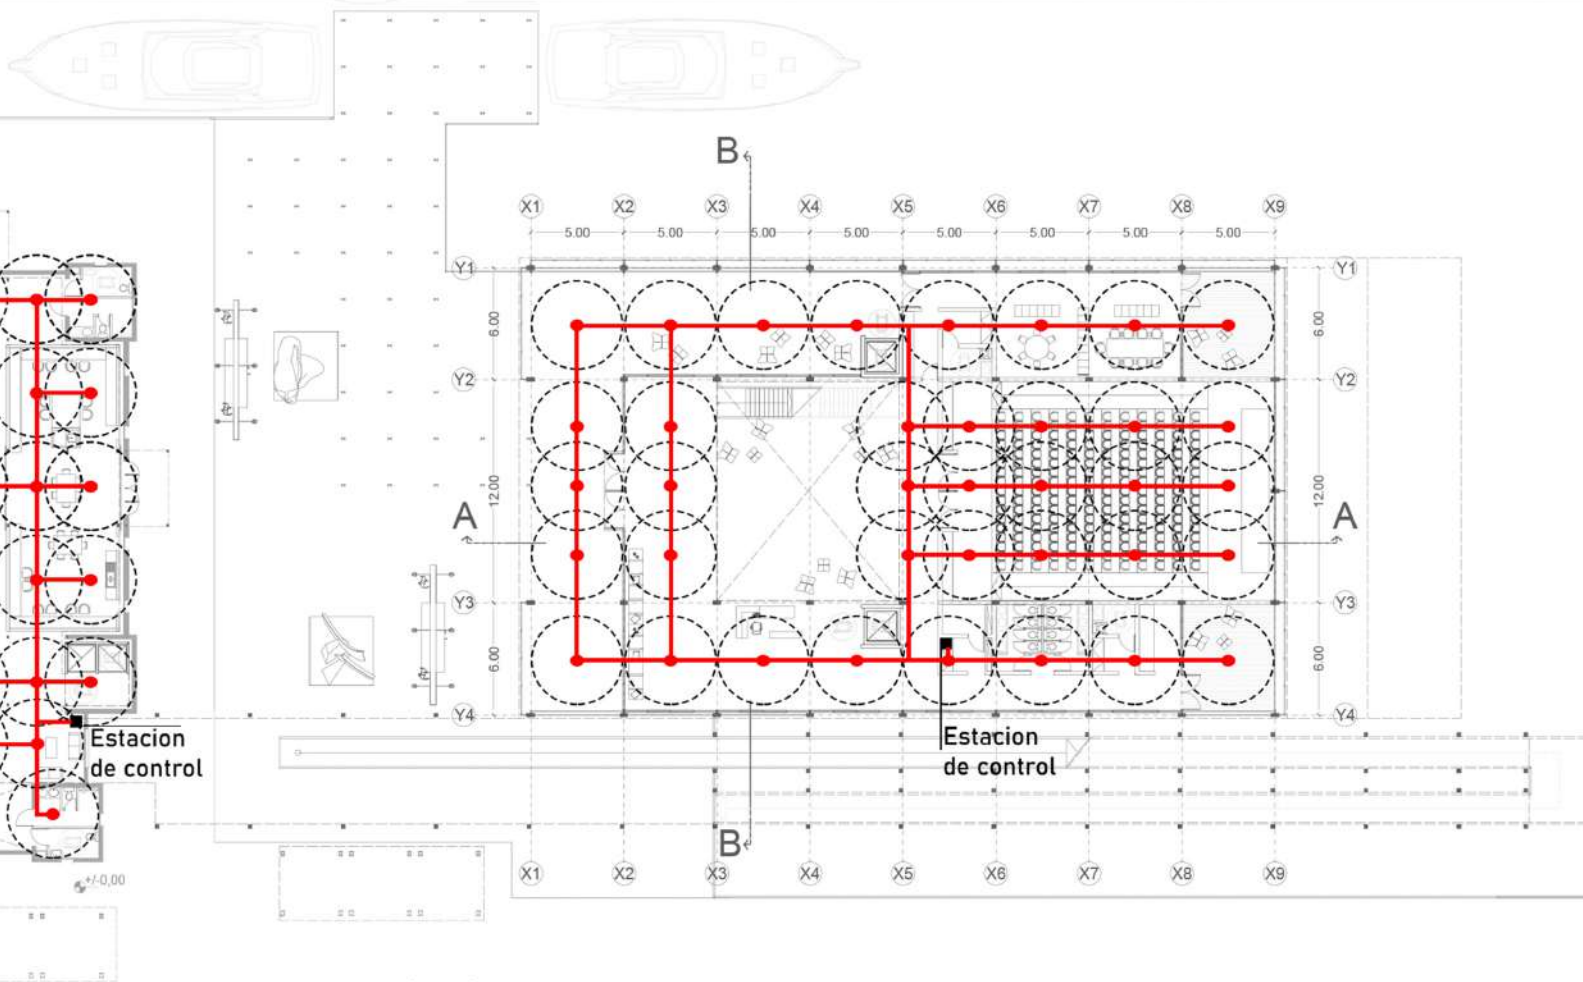 B
X1 X2 X3 X4 X5 X6 X7 X8 X9
5.00 5.00 5.00 5.00 5.00 5.00 5.00 5.00
Y1 Y1
6.00 6.00
Y2 Y2
12.00 12.00
A A
Y3 Y3
6.00 6.00
Y4 Y4
Estacion
de control
Estacion
de control
B
X1 X2 X3 X4 X5 X6 X7 X8 X9
+/-0,00